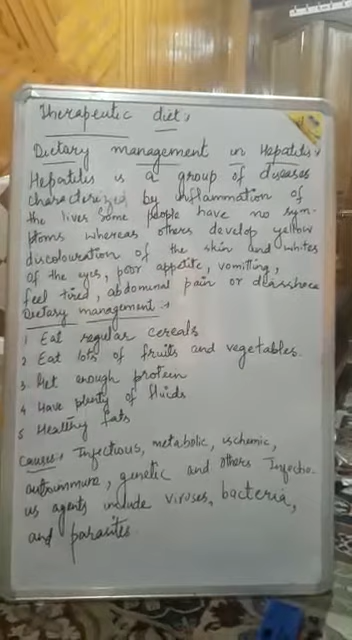 Therapeutic diet:
Dietary management in Hepatitis:
Hepatitis is a group of diseases
characterized by inflammation of
the liver Some people have no sym-
ptoms whereas others develop yellow
discolouration of the skin and whites
of the eyes, poor appetite, vomitting,
feel tired, abdominal pain or diarrhoea
Dietary management:
1 Eat regular cereals
2 Eat lots of fruits and vegetables.
3. Get enough protein
4 Have plenty of fluids
5 Healthy fats
Causes: Infectious, metabolic, ischemic,
autoimmune, genetic and others Infectio-
us agents include viruses, bacteria,
and parasites.